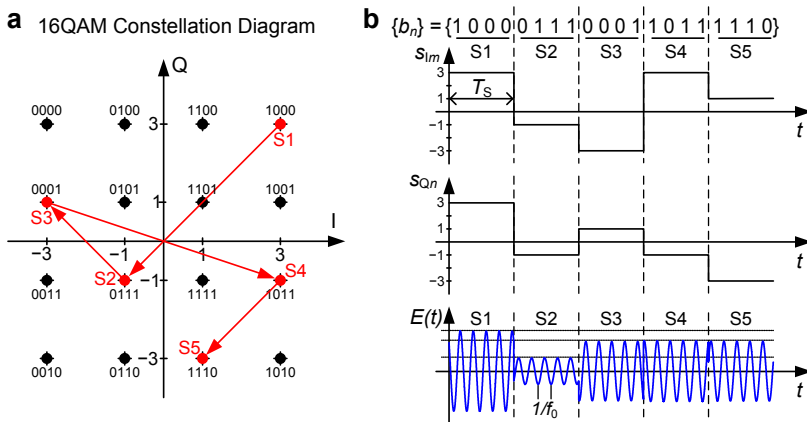 a 16QAM Constellation Diagram
Q
0000 0100 1100 1000
3
S1
0001 0101 1101 1001
1
S3
I
−3 −1 1 3
S2 −1 S4
0011 0111 1111 1011
S5 −3
0010 0110 1110 1010
b {bn} = {1 0 0 0 0 1 1 1 0 0 0 1 1 0 1 1 1 1 1 0}
S1 S2 S3 S4 S5
sIm
3
TS
1
t
−1
−3
sQn
3
1
t
−1
−3
E(t) S1 S2 S3 S4 S5
t
1/f0